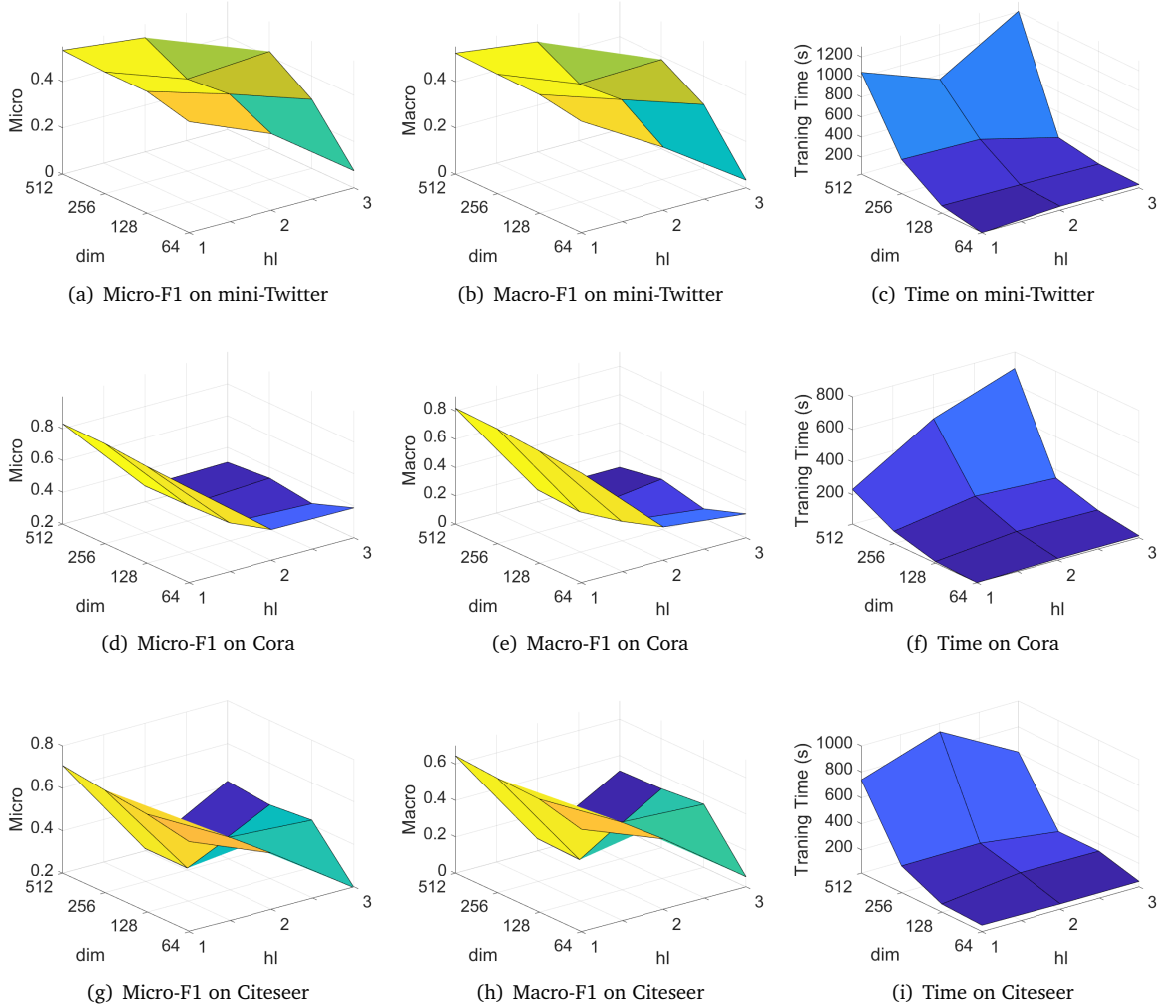 Micro
0.4
0.2
0
512
256
128
64
dim
1
2
3
hl
(a) Micro-F1 on mini-Twitter
Macro
0.4
0.2
0
512
256
128
64
dim
1
2
3
hl
(b) Macro-F1 on mini-Twitter
Traning Time (s)
1200
1000
800
600
400
200
512
256
128
64
dim
1
2
3
hl
(c) Time on mini-Twitter
Micro
0.8
0.6
0.4
0.2
512
256
128
64
dim
1
2
3
hl
(d) Micro-F1 on Cora
Macro
0.8
0.6
0.4
0.2
0
512
256
128
64
dim
1
2
3
hl
(e) Macro-F1 on Cora
Traning Time (s)
800
600
400
200
512
256
128
64
dim
1
2
3
hl
(f) Time on Cora
Micro
0.8
0.6
0.4
0.2
512
256
128
64
dim
1
2
3
hl
(g) Micro-F1 on Citeseer
Macro
0.6
0.4
0.2
0
512
256
128
64
dim
1
2
3
hl
(h) Macro-F1 on Citeseer
Traning Time (s)
1000
800
600
400
200
512
256
128
64
dim
1
2
3
hl
(i) Time on Citeseer